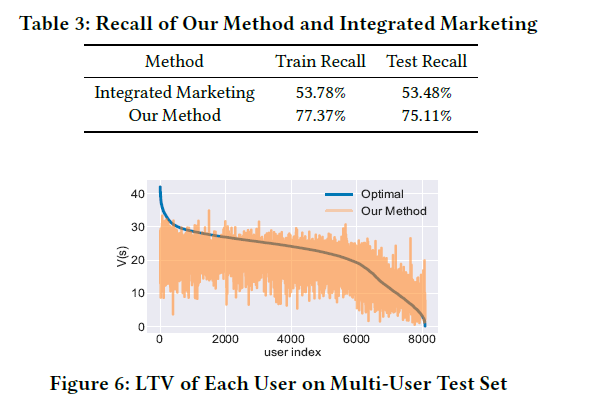 Table 3: Recall of Our Method and Integrated Marketing
Method Train Recall Test Recall
Integrated Marketing 53.78% 53.48%
Our Method 77.37% 75.11%
Optimal
Our Method
40
30
20
10
0
V(s)
0 2000 4000 6000 8000
user index
Figure 6: LTV of Each User on Multi-User Test Set